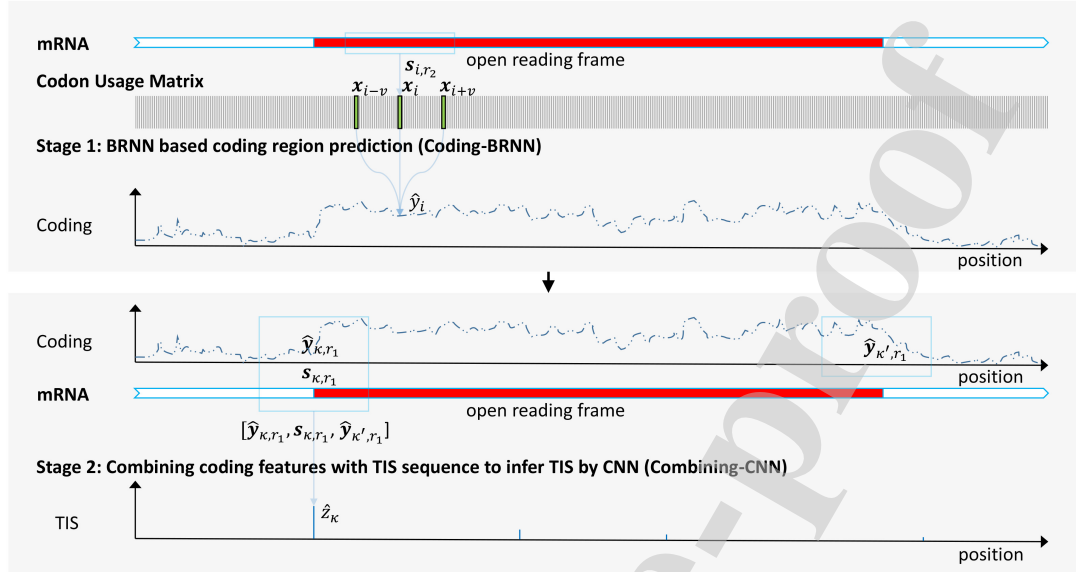 mRNA
open reading frame
s_{i,r_2}
Codon Usage Matrix
x_{i−v} x_i x_{i+v}
Stage 1: BRNN based coding region prediction (Coding-BRNN)
ŷ_i
Coding
position
Coding
ŷ_{κ,r_1}
ŷ_{κ′,r_1}
position
s_{κ,r_1}
mRNA
open reading frame
[ŷ_{κ,r_1}, s_{κ,r_1}, ŷ_{κ′,r_1}]
Stage 2: Combining coding features with TIS sequence to infer TIS by CNN (Combining-CNN)
ẑ_κ
TIS
position
e-proof